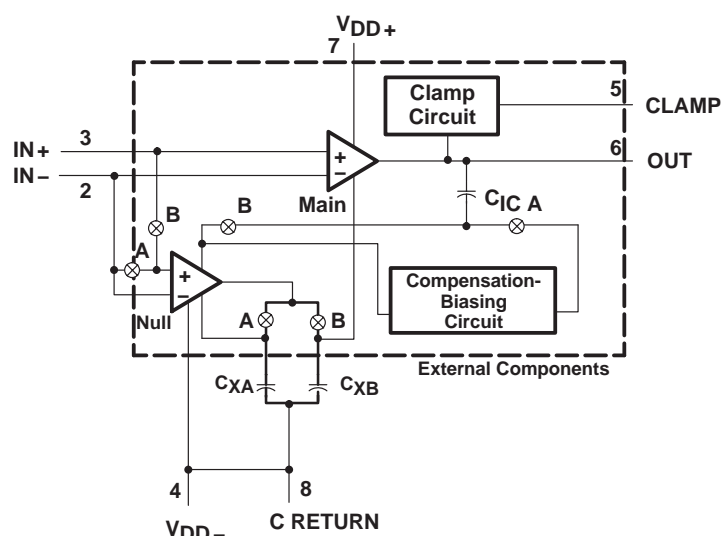 VDD+
7
5
CLAMP
Clamp
Circuit
3
IN+
6
OUT
IN−
2
+
−
Main
CIC
A
B
B
A
+
−
Null
Compensation-
Biasing
Circuit
A
B
External Components
CXA
CXB
4
8
VDD−
C RETURN